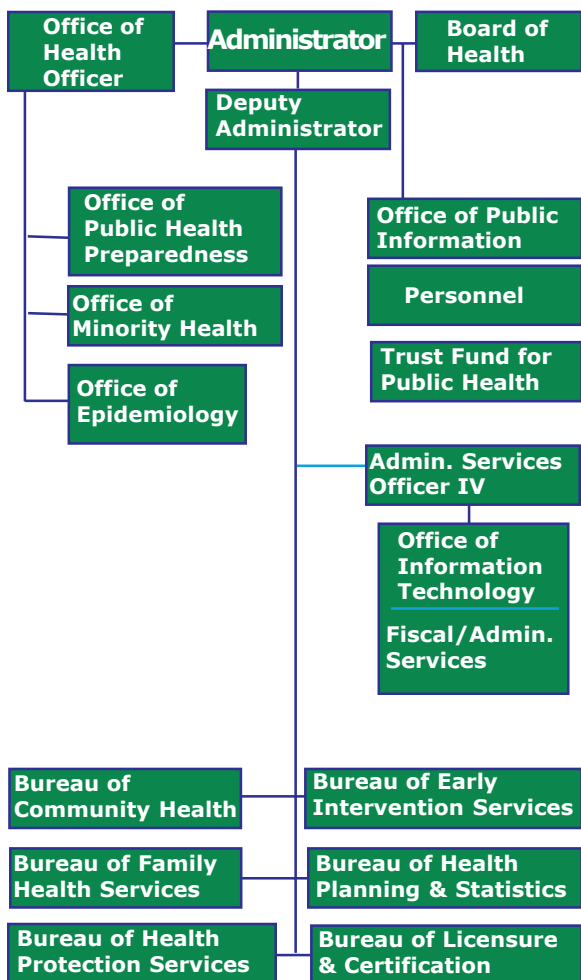 Office of
Health
Officer
Administrator
Board of
Health
Deputy
Administrator
Office of
Public Health
Preparedness
Office of Public
Information
Office of
Minority Health
Personnel
Office of
Epidemiology
Trust Fund for
Public Health
Admin. Services
Officer IV
Office of
Information
Technology
Fiscal/Admin.
Services
Bureau of
Community Health
Bureau of Early
Intervention Services
Bureau of Family
Health Services
Bureau of Health
Planning & Statistics
Bureau of Health
Protection Services
Bureau of Licensure
& Certification